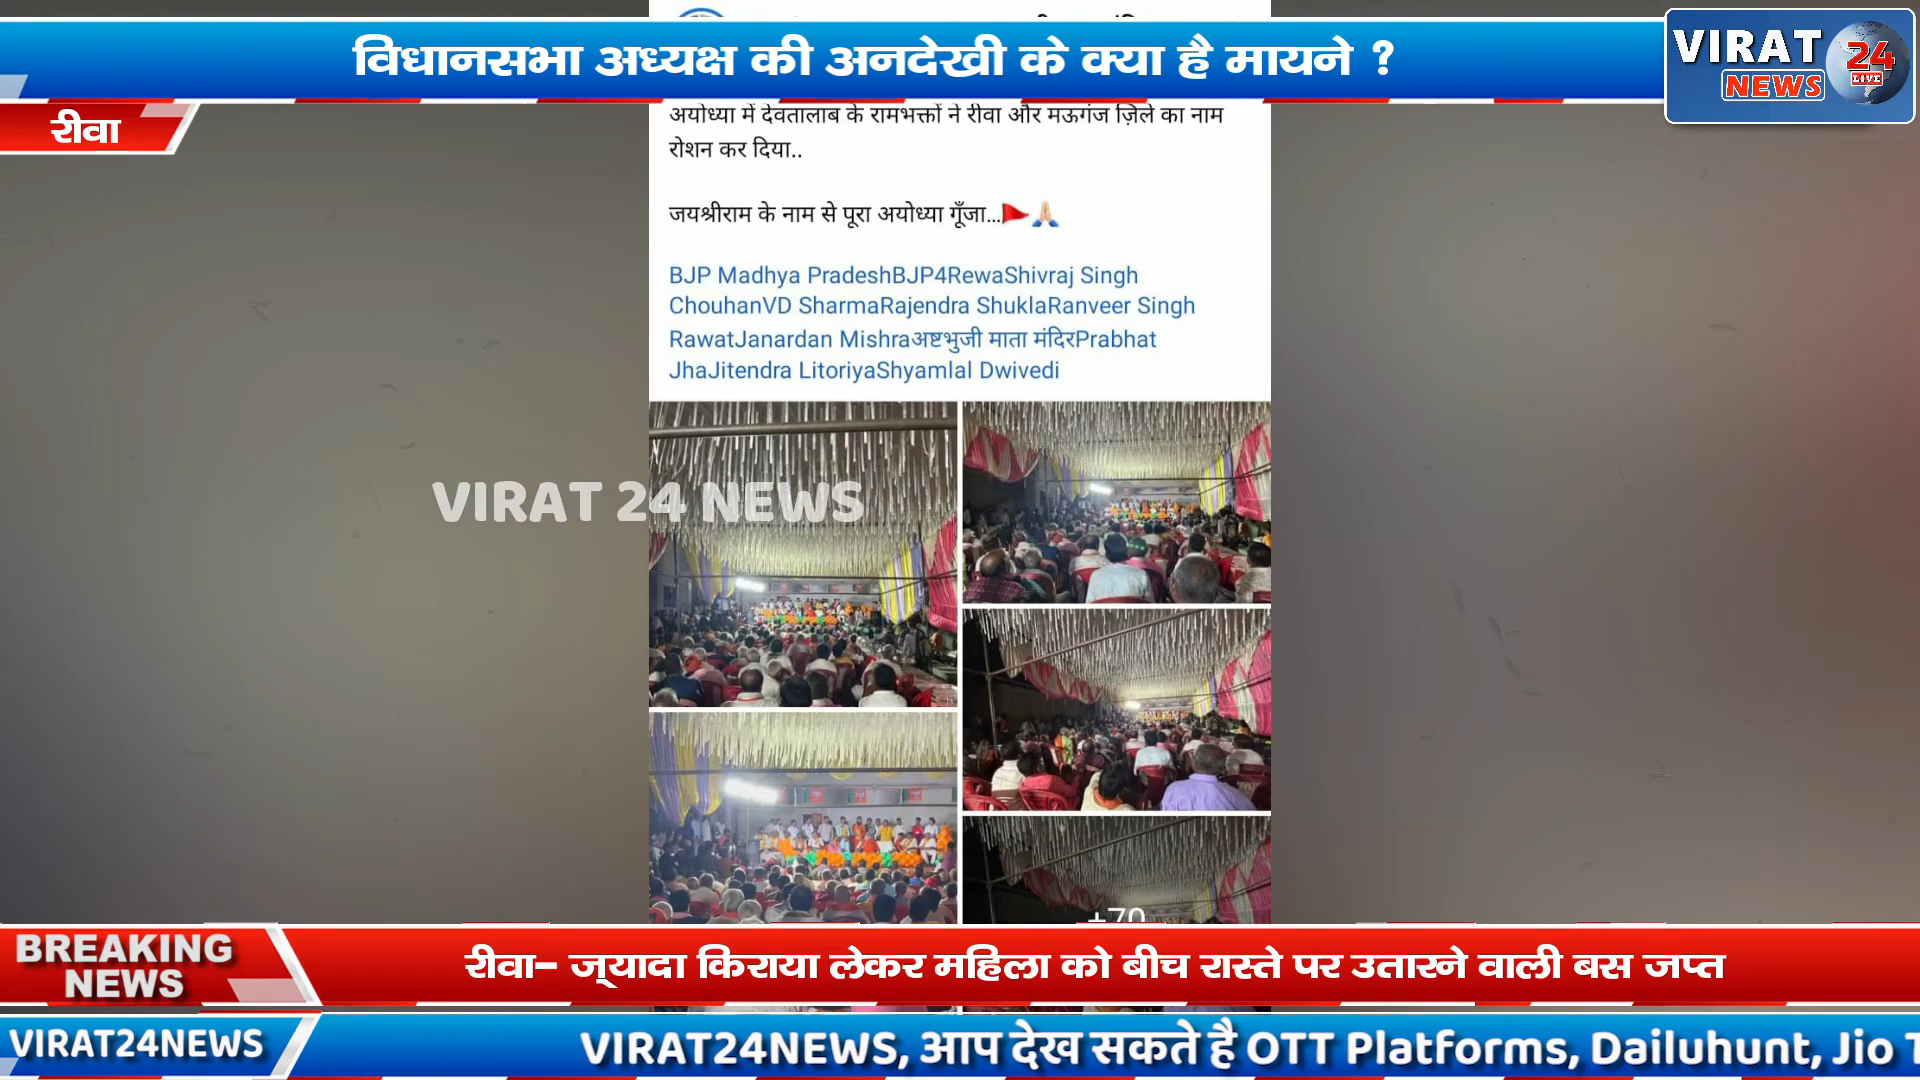 विधानसभा अध्यक्ष की अनदेखी के क्या है मायने ?
VIRAT
24
LIVE
NEWS
रीवा
अयोध्या में देवतालाब के रामभक्तों ने रीवा और मऊगंज ज़िले का नाम
रोशन कर दिया..
जयश्रीराम के नाम से पूरा अयोध्या गूँजा...🚩🙏🏻
BJP Madhya PradeshBJP4RewaShivraj Singh
ChouhanVD SharmaRajendra ShuklaRanveer Singh
RawatJanardan Mishraअष्टभुजी माता मंदिरPrabhat
JhaJitendra LitoriyaShyamlal Dwivedi
VIRAT 24 NEWS
+70
BREAKING
NEWS
रीवा– ज्यादा किराया लेकर महिला को बीच रास्ते पर उतारने वाली बस जप्त
VIRAT24NEWS
VIRAT24NEWS, आप देख सकते है OTT Platforms, Dailuhunt, Jio T